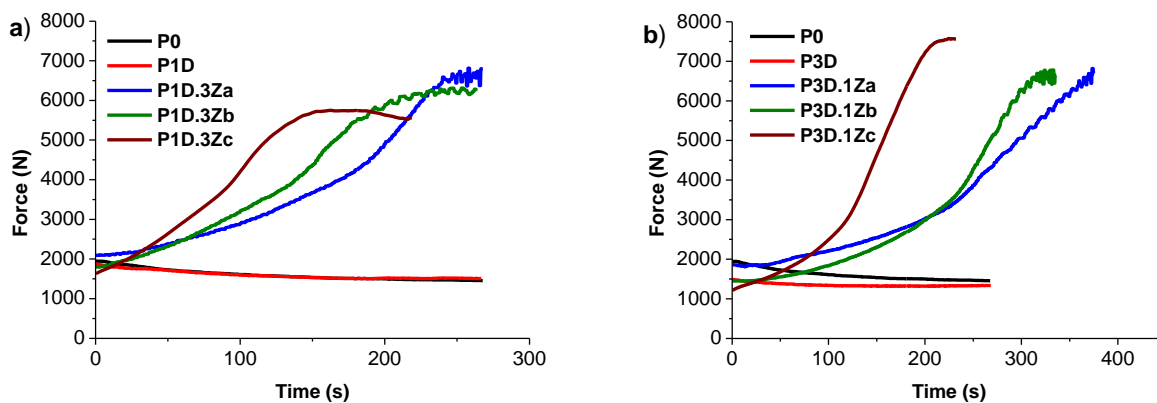 a)
8000
7000
6000
5000
4000
3000
2000
1000
0
Force (N)
P0
P1D
P1D.3Za
P1D.3Zb
P1D.3Zc
0 100 200 300
Time (s)
b)
8000
7000
6000
5000
4000
3000
2000
1000
0
Force (N)
P0
P3D
P3D.1Za
P3D.1Zb
P3D.1Zc
0 100 200 300 400
Time (s)